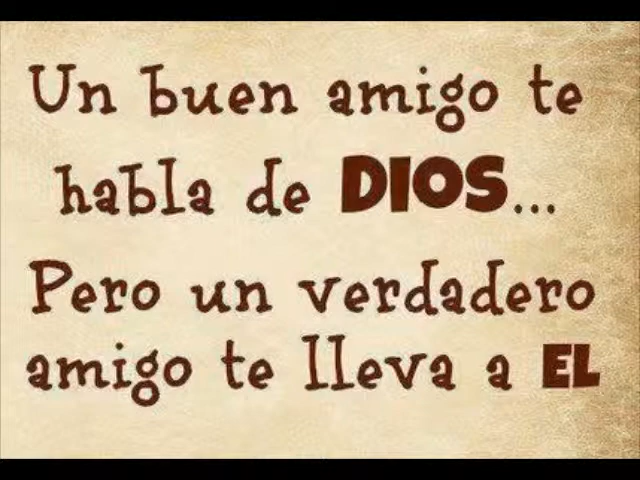 Un buen amigo te
habla de DIOS...
Pero un verdadero
amigo te lleva a EL